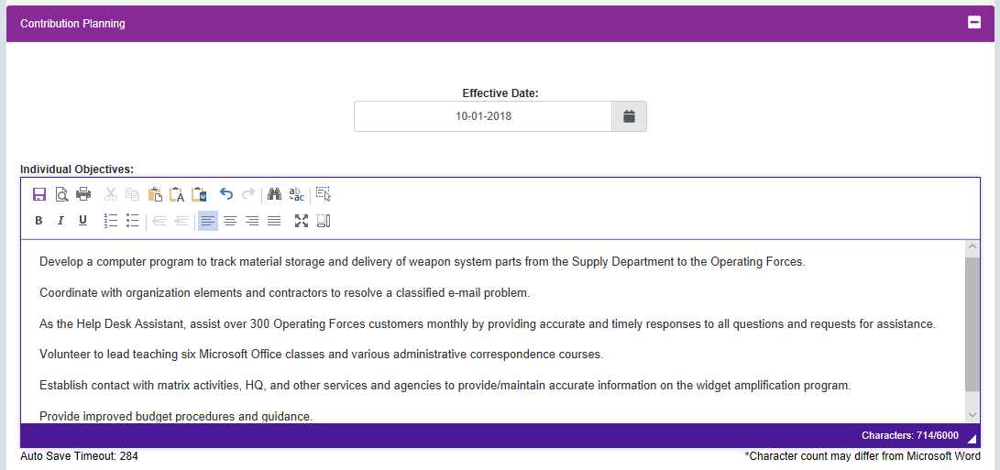 Contribution Planning
Effective Date:
10-01-2018
Individual Objectives:
B I U
Develop a computer program to track material storage and delivery of weapon system parts from the Supply Department to the Operating Forces.
Coordinate with organization elements and contractors to resolve a classified e-mail problem.
As the Help Desk Assistant, assist over 300 Operating Forces customers monthly by providing accurate and timely responses to all questions and requests for assistance.
Volunteer to lead teaching six Microsoft Office classes and various administrative correspondence courses.
Establish contact with matrix activities, HQ, and other services and agencies to provide/maintain accurate information on the widget amplification program.
Provide improved budget procedures and guidance.
Characters: 714/6000
Auto Save Timeout: 284
*Character count may differ from Microsoft Word